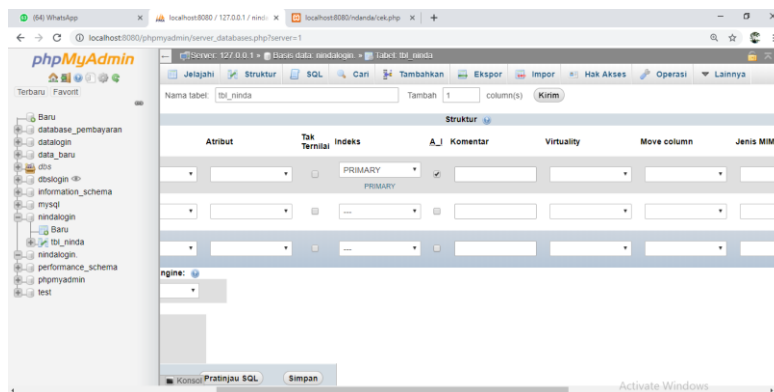 (64) WhatsApp
localhost:8080 / 127.0.0.1 / ninda
localhost:8080/ndanda/cek.php
localhost:8080/phpmyadmin/server_databases.php?server=1
phpMyAdmin
Terbaru Favorit
Baru
database_pembayaran
datalogin
data_baru
dbs
dbslogin
information_schema
mysql
nindalogin
Baru
tbl_ninda
nindalogin.
performance_schema
phpmyadmin
test
Server: 127.0.0.1 » Basis data: nindalogin. » Tabel: tbl_ninda
Jelajahi Struktur SQL Cari Tambahkan Ekspor Impor Hak Akses Operasi Lainnya
Nama tabel: tbl_ninda Tambah 1 column(s) Kirim
Struktur
Atribut Tak Ternilai Indeks A_I Komentar Virtuality Move column Jenis MIM
PRIMARY
PRIMARY
---
---
ngine:
Konsol Pratinjau SQL Simpan
Activate Windows